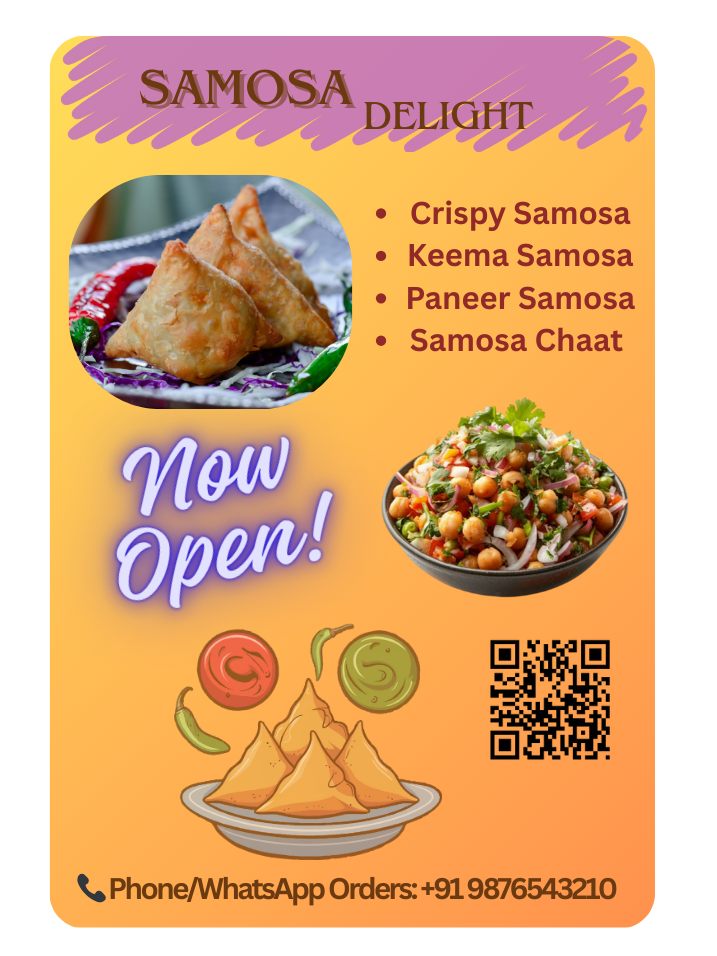 SAMOSA
DELIGHT
• Crispy Samosa
• Keema Samosa
• Paneer Samosa
• Samosa Chaat
Now
Open!
📞 Phone/WhatsApp Orders: +91 9876543210